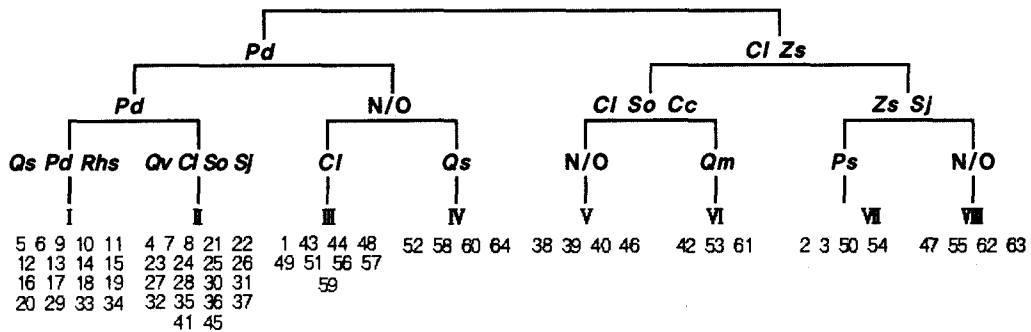 Pd Cl Zs
Pd N/O Cl So Cc Zs Sj
Qs Pd Rhs Qv Cl So Sj Cl Qs N/O Qm Ps N/O
I II III IV V VI VII VIII
5 6 9 10 11 4 7 8 21 22 1 43 44 48 52 58 60 64 38 39 40 46 42 53 61 2 3 50 54 47 55 62 63
12 13 14 15 23 24 25 26 49 51 56 57
16 17 18 19 27 28 30 31 59
20 29 33 34 32 35 36 37
41 45